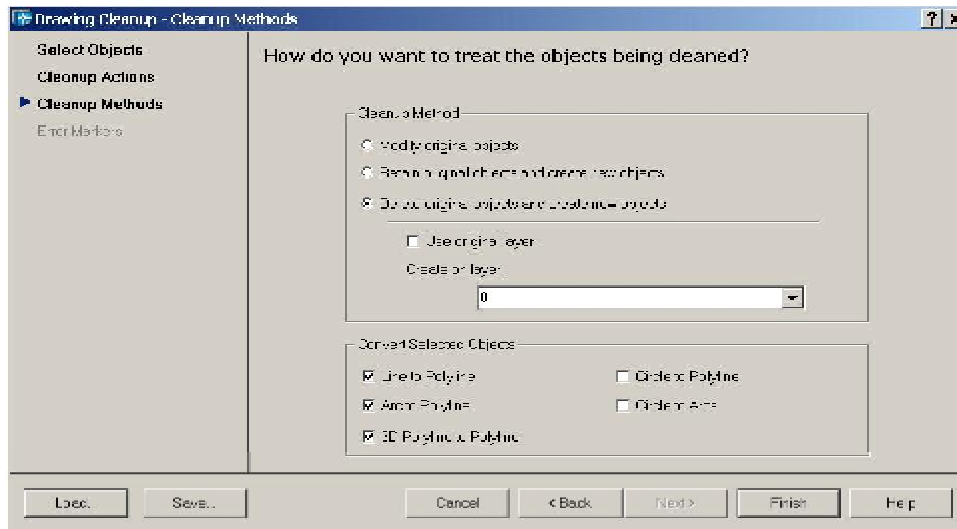 Drawing Cleanup - Cleanup Methods
Select Objects
Cleanup Actions
Cleanup Methods
Error Markers
How do you want to treat the objects being cleaned?
Cleanup Method
Modify original objects
Retain original objects and create new objects
Delete original objects and create new objects
Use original layer
Create on layer
0
Convert Selected Objects
Line to Polyline
Circle to Polyline
Arc to Polyline
Circle to Arcs
3D Polyline to Polyline
Load...
Save...
Cancel
< Back
Next >
Finish
Help